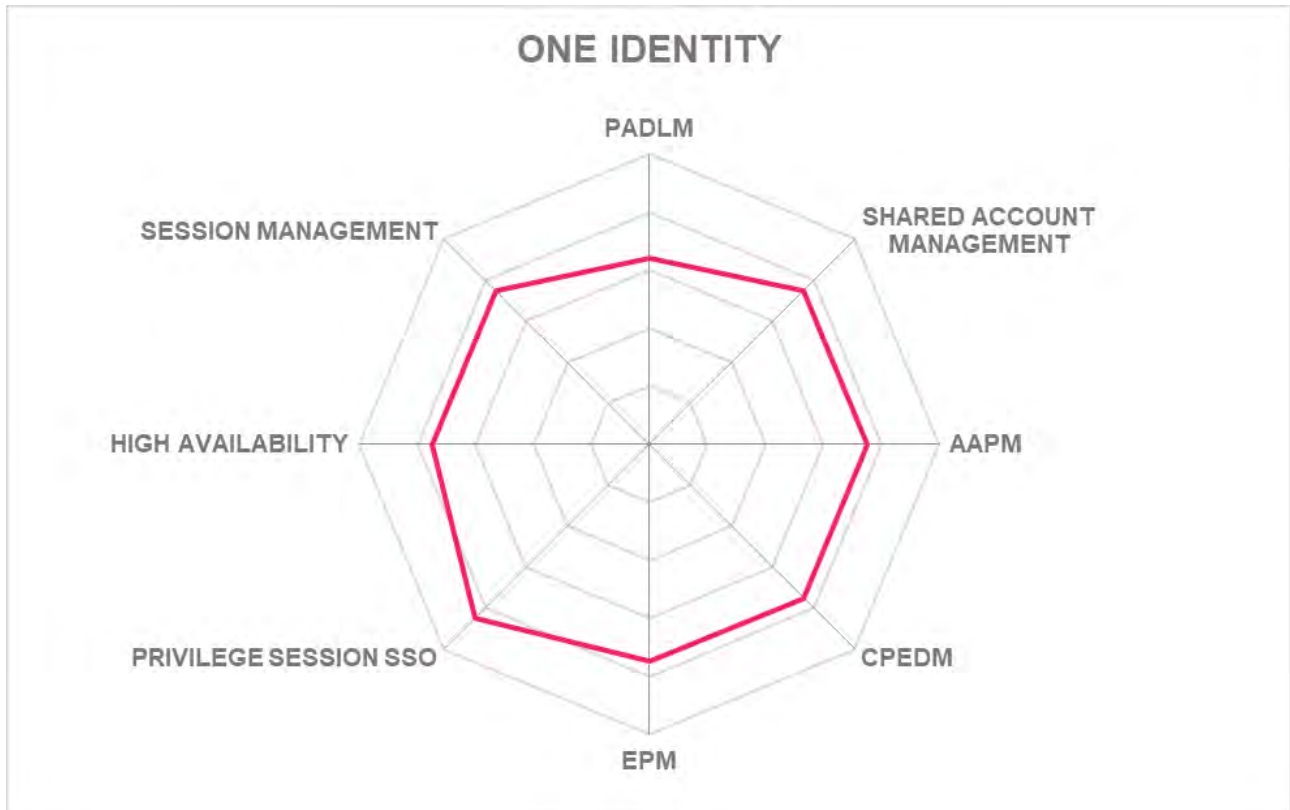 ONE IDENTITY
PADLM
SHARED ACCOUNT
MANAGEMENT
AAPM
CPEDM
EPM
PRIVILEGE SESSION SSO
HIGH AVAILABILITY
SESSION MANAGEMENT